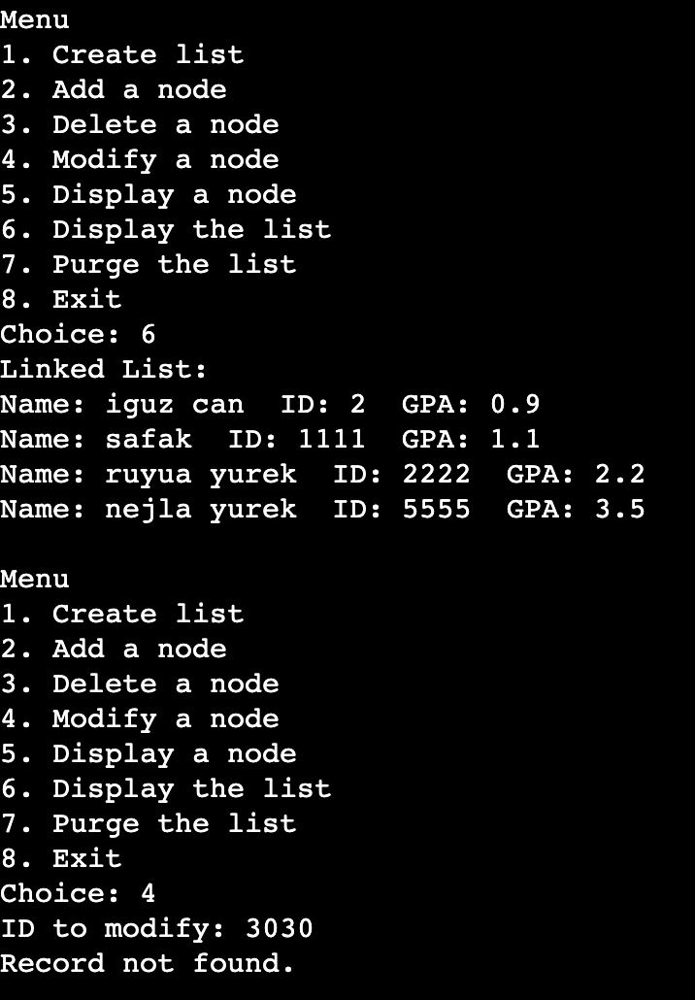 Menu
1. Create list
2. Add a node
3. Delete a node
4. Modify a node
5. Display a node
6. Display the list
7. Purge the list
8. Exit
Choice: 6
Linked List:
Name: iguz can  ID: 2  GPA: 0.9
Name: safak  ID: 1111  GPA: 1.1
Name: ruyua yurek  ID: 2222  GPA: 2.2
Name: nejla yurek  ID: 5555  GPA: 3.5

Menu
1. Create list
2. Add a node
3. Delete a node
4. Modify a node
5. Display a node
6. Display the list
7. Purge the list
8. Exit
Choice: 4
ID to modify: 3030
Record not found.